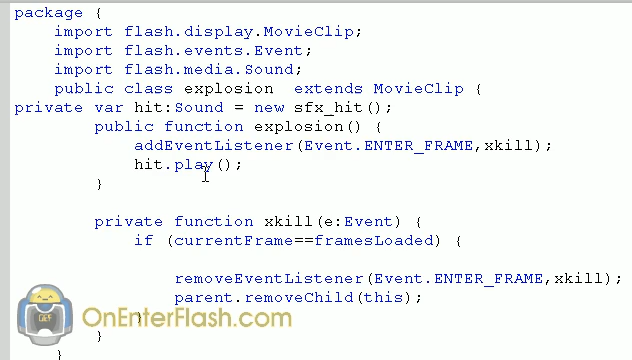 package {
import flash.display.MovieClip;
import flash.events.Event;
import flash.media.Sound;
public class explosion  extends MovieClip {
private var hit:Sound = new sfx_hit();
public function explosion() {
addEventListener(Event.ENTER_FRAME,xkill);
hit.play();
}
private function xkill(e:Event) {
if (currentFrame==framesLoaded) {
removeEventListener(Event.ENTER_FRAME,xkill);
parent.removeChild(this);
}
OnEnterFlash.com
}
}